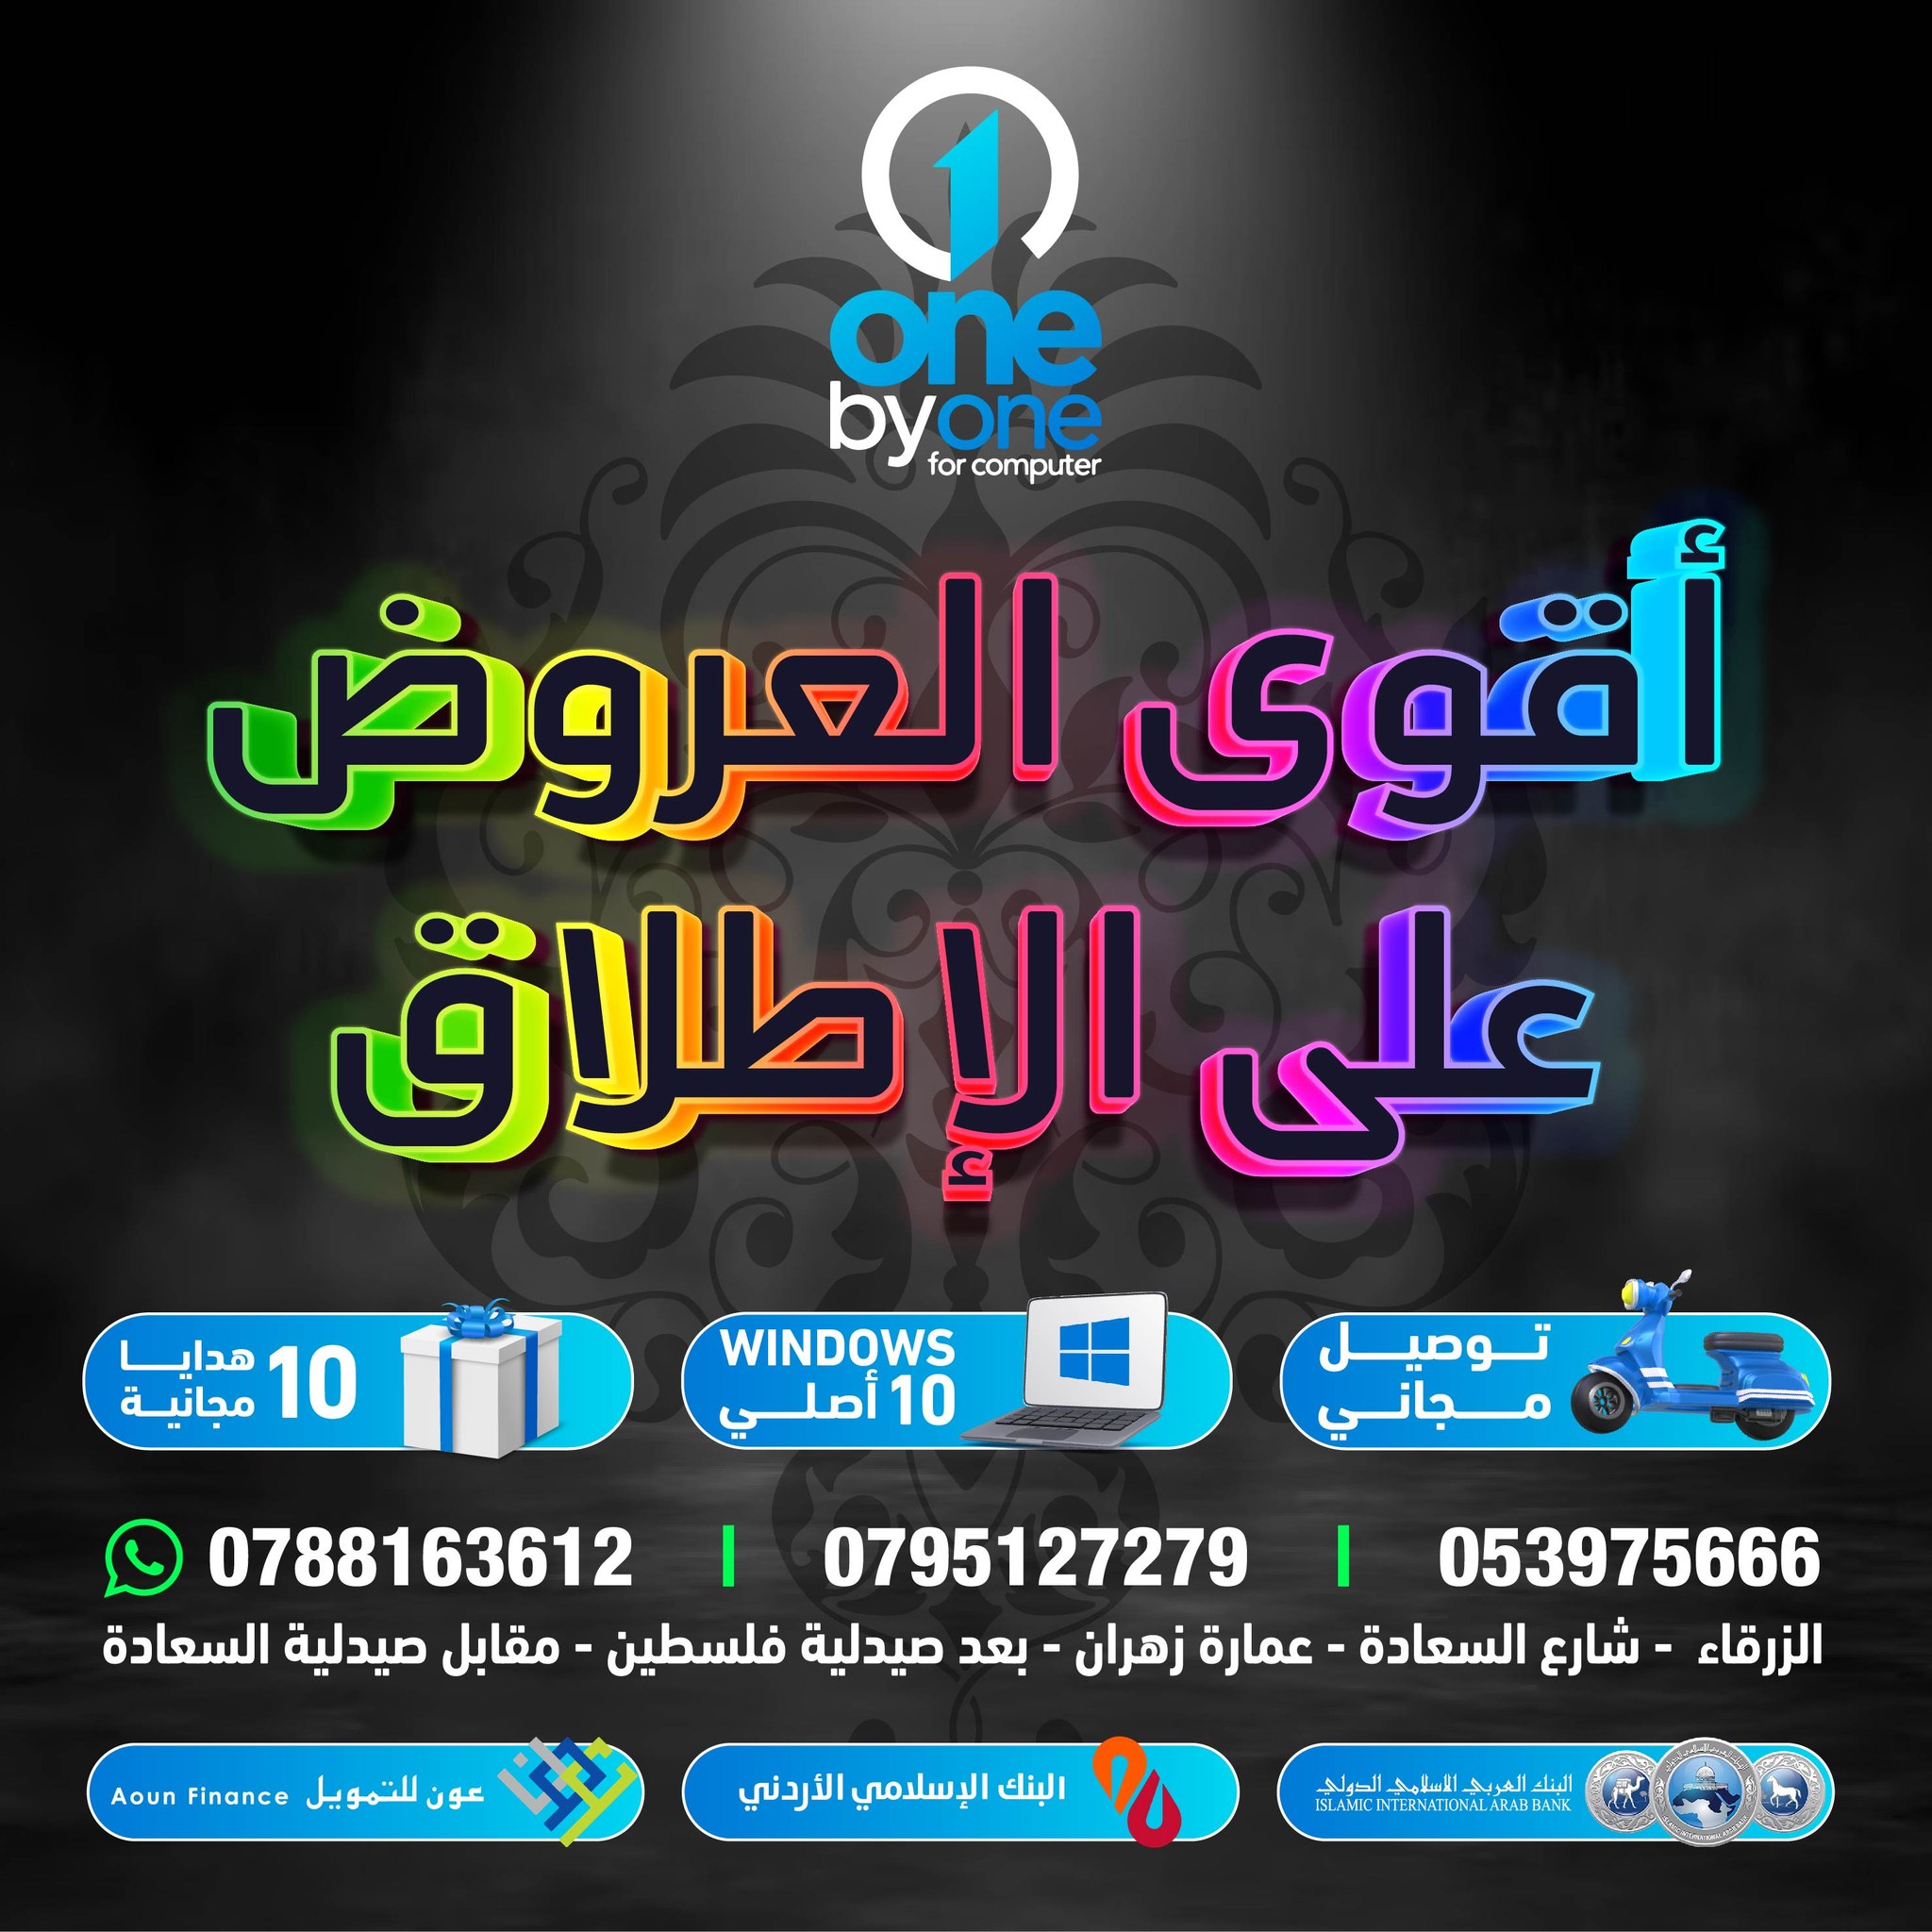 1
one
byone
for computer
أقوى العروض
على الإطلاق
توصيل
مجاني
WINDOWS
10 أصلي
10 هدايا
مجانية
053975666 | 0795127279 | 0788163612
الزرقاء - شارع السعادة - عمارة زهران - بعد صيدلية فلسطين - مقابل صيدلية السعادة
البنك العربي الاسلامي الدولي
ISLAMIC INTERNATIONAL ARAB BANK
البنك الإسلامي الأردني
عون للتمويل Aoun Finance